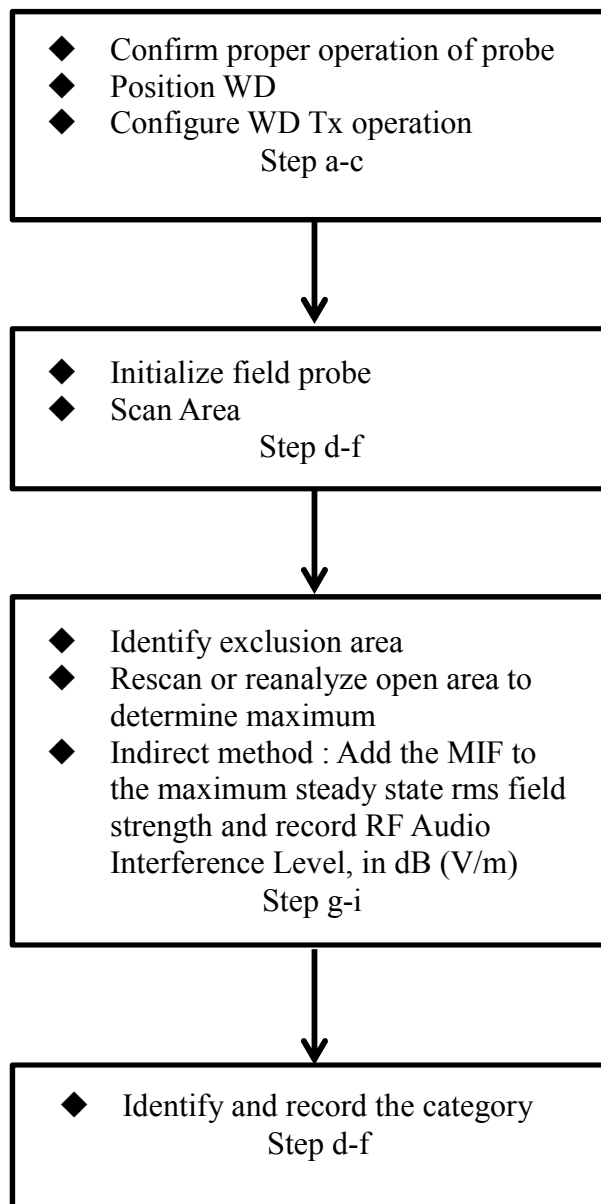 ◆ Confirm proper operation of probe
◆ Position WD
◆ Configure WD Tx operation
Step a-c
◆ Initialize field probe
◆ Scan Area
Step d-f
◆ Identify exclusion area
◆ Rescan or reanalyze open area to
determine maximum
◆ Indirect method : Add the MIF to
the maximum steady state rms field
strength and record RF Audio
Interference Level, in dB (V/m)
Step g-i
◆ Identify and record the category
Step d-f